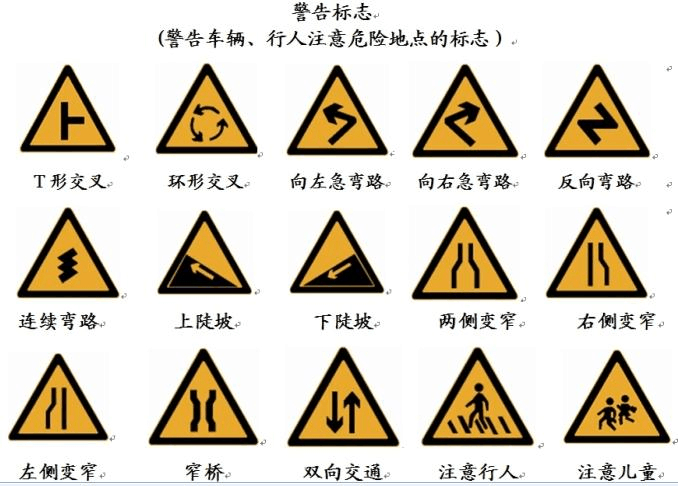 警告标志
(警告车辆、行人注意危险地点的标志)
T形交叉 环形交叉 向左急弯路 向右急弯路 反向弯路
连续弯路 上陡坡 下陡坡 两侧变窄 右侧变窄
左侧变窄 窄桥 双向交通 注意行人 注意儿童